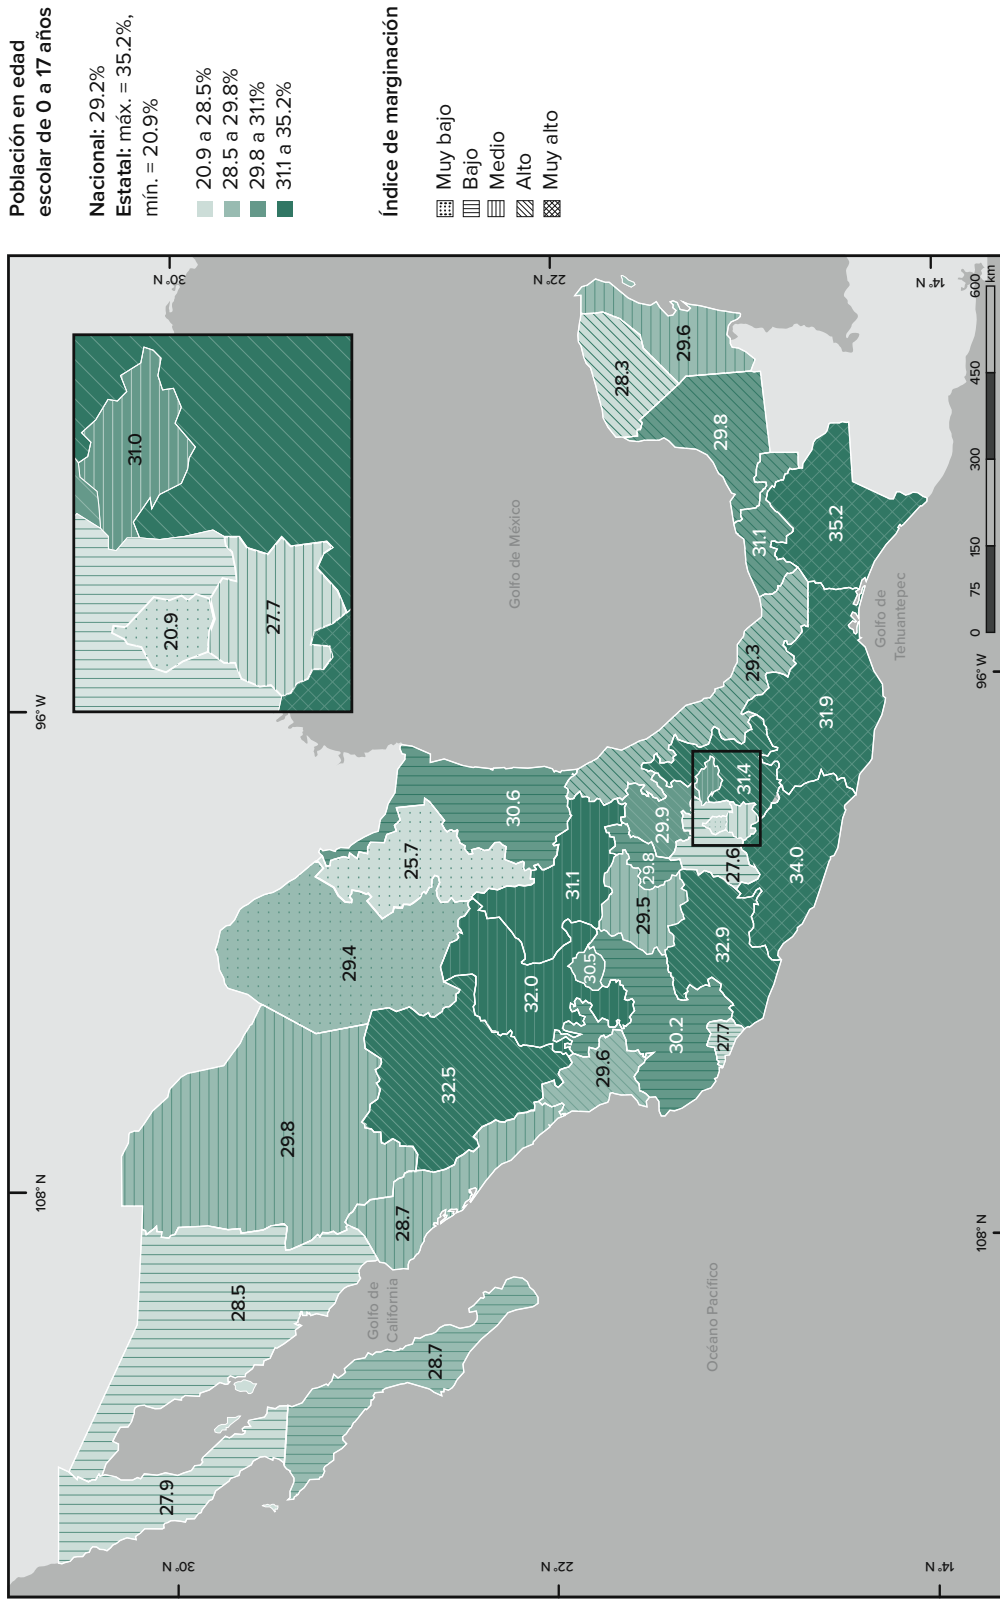 Población en edad
escolar de 0 a 17 años
Nacional: 29.2%
Estatal: máx. = 35.2%,
mín. = 20.9%
20.9 a 28.5%
28.5 a 29.8%
29.8 a 31.1%
31.1 a 35.2%
Índice de marginación
Muy bajo
Bajo
Medio
Alto
Muy alto
108° N
96° W
30° N
30° N
22° N
22° N
14° N
14° N
108° N
96° W
27.9
28.5
28.7
29.8
28.7
29.4
25.7
30.6
32.5
32.0
31.1
29.6
30.5
30.2
27.7
29.5
29.8
29.9
32.9
27.6
31.4
34.0
29.3
31.9
31.1
35.2
29.8
28.3
29.6
20.9
27.7
31.0
Golfo de
California
Océano Pacífico
Golfo de México
Golfo de
Tehuantepec
0 75 150 300 450 600
km